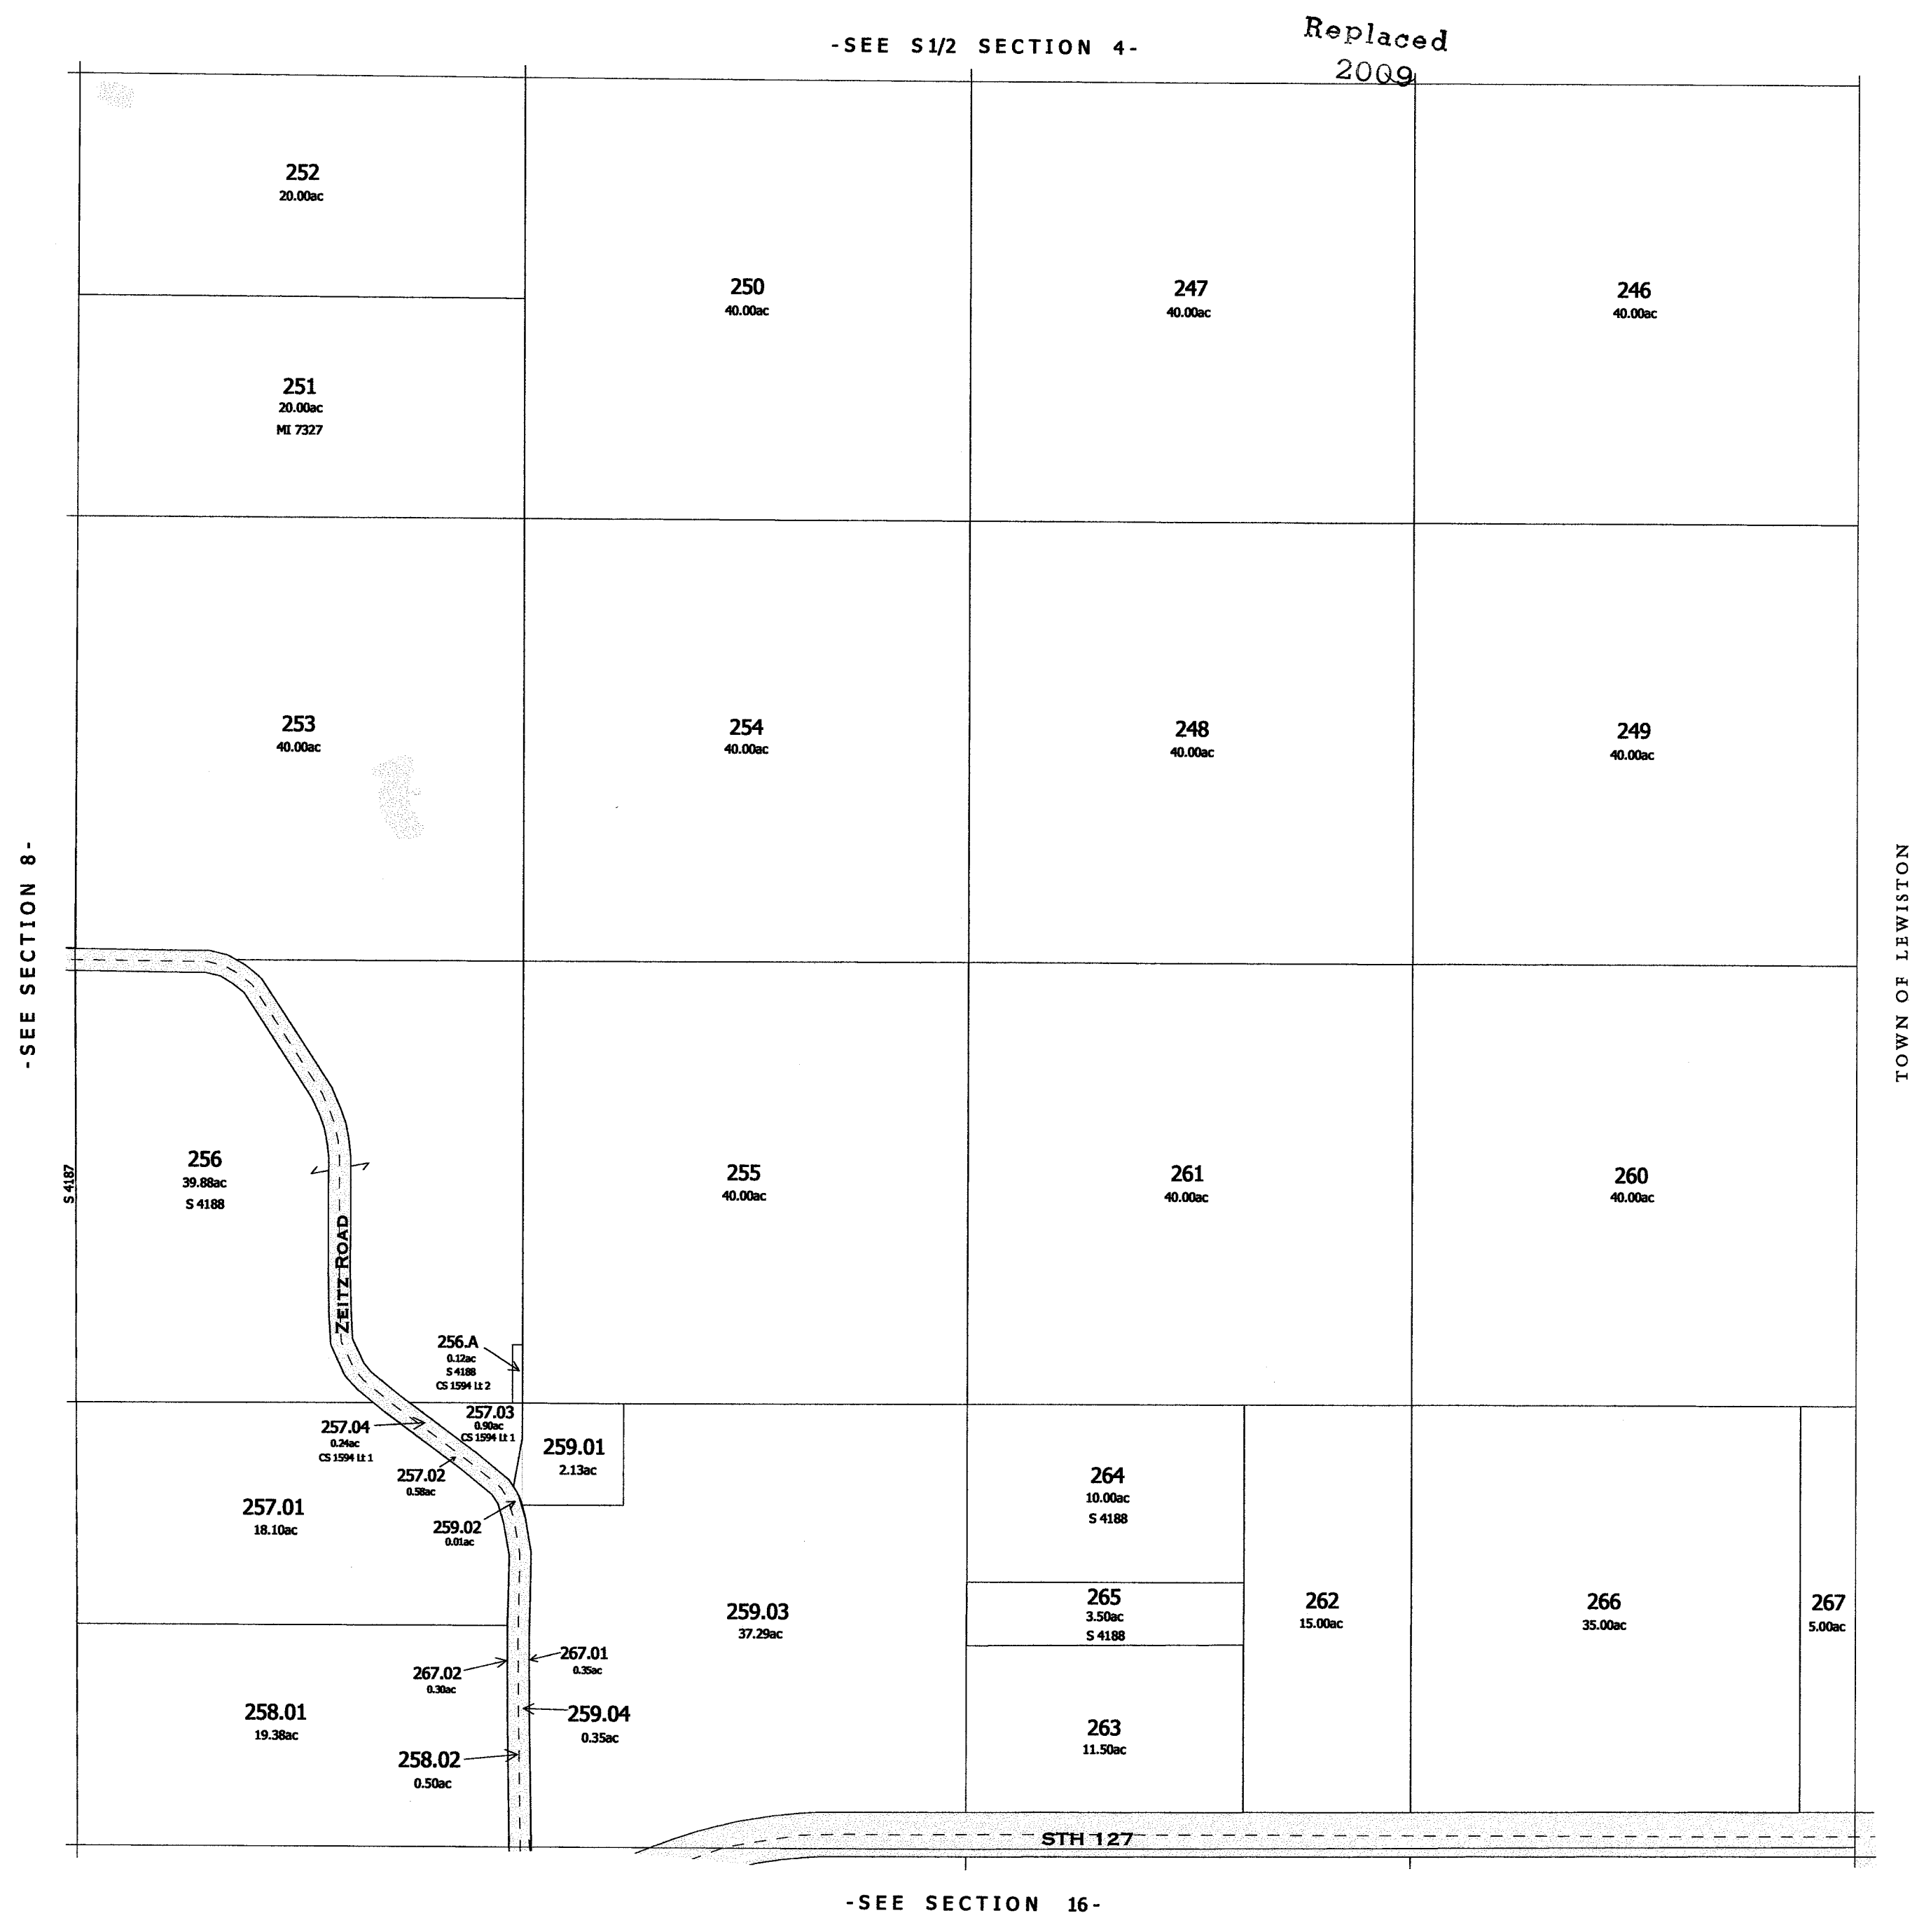 -SEE S1/2 SECTION 4-
Replaced
2009
252
20.00ac
250
40.00ac
247
40.00ac
246
40.00ac
251
20.00ac
MI 7327
253
40.00ac
254
40.00ac
248
40.00ac
249
40.00ac
-SEE SECTION 8-
TOWN OF LEWISTON
S 4187
256
39.88ac
S 4188
ZEITZ ROAD
255
40.00ac
261
40.00ac
260
40.00ac
256.A
0.12ac
S 4188
CS 1594 Lt 2
257.03
0.90ac
CS 1594 Lt 1
257.04
0.24ac
CS 1594 Lt 1
259.01
2.13ac
257.02
0.58ac
257.01
18.10ac
259.02
0.01ac
264
10.00ac
S 4188
265
3.50ac
S 4188
262
15.00ac
266
35.00ac
267
5.00ac
259.03
37.29ac
267.01
0.35ac
267.02
0.30ac
258.01
19.38ac
259.04
0.35ac
258.02
0.50ac
263
11.50ac
STH 127
-SEE SECTION 16-